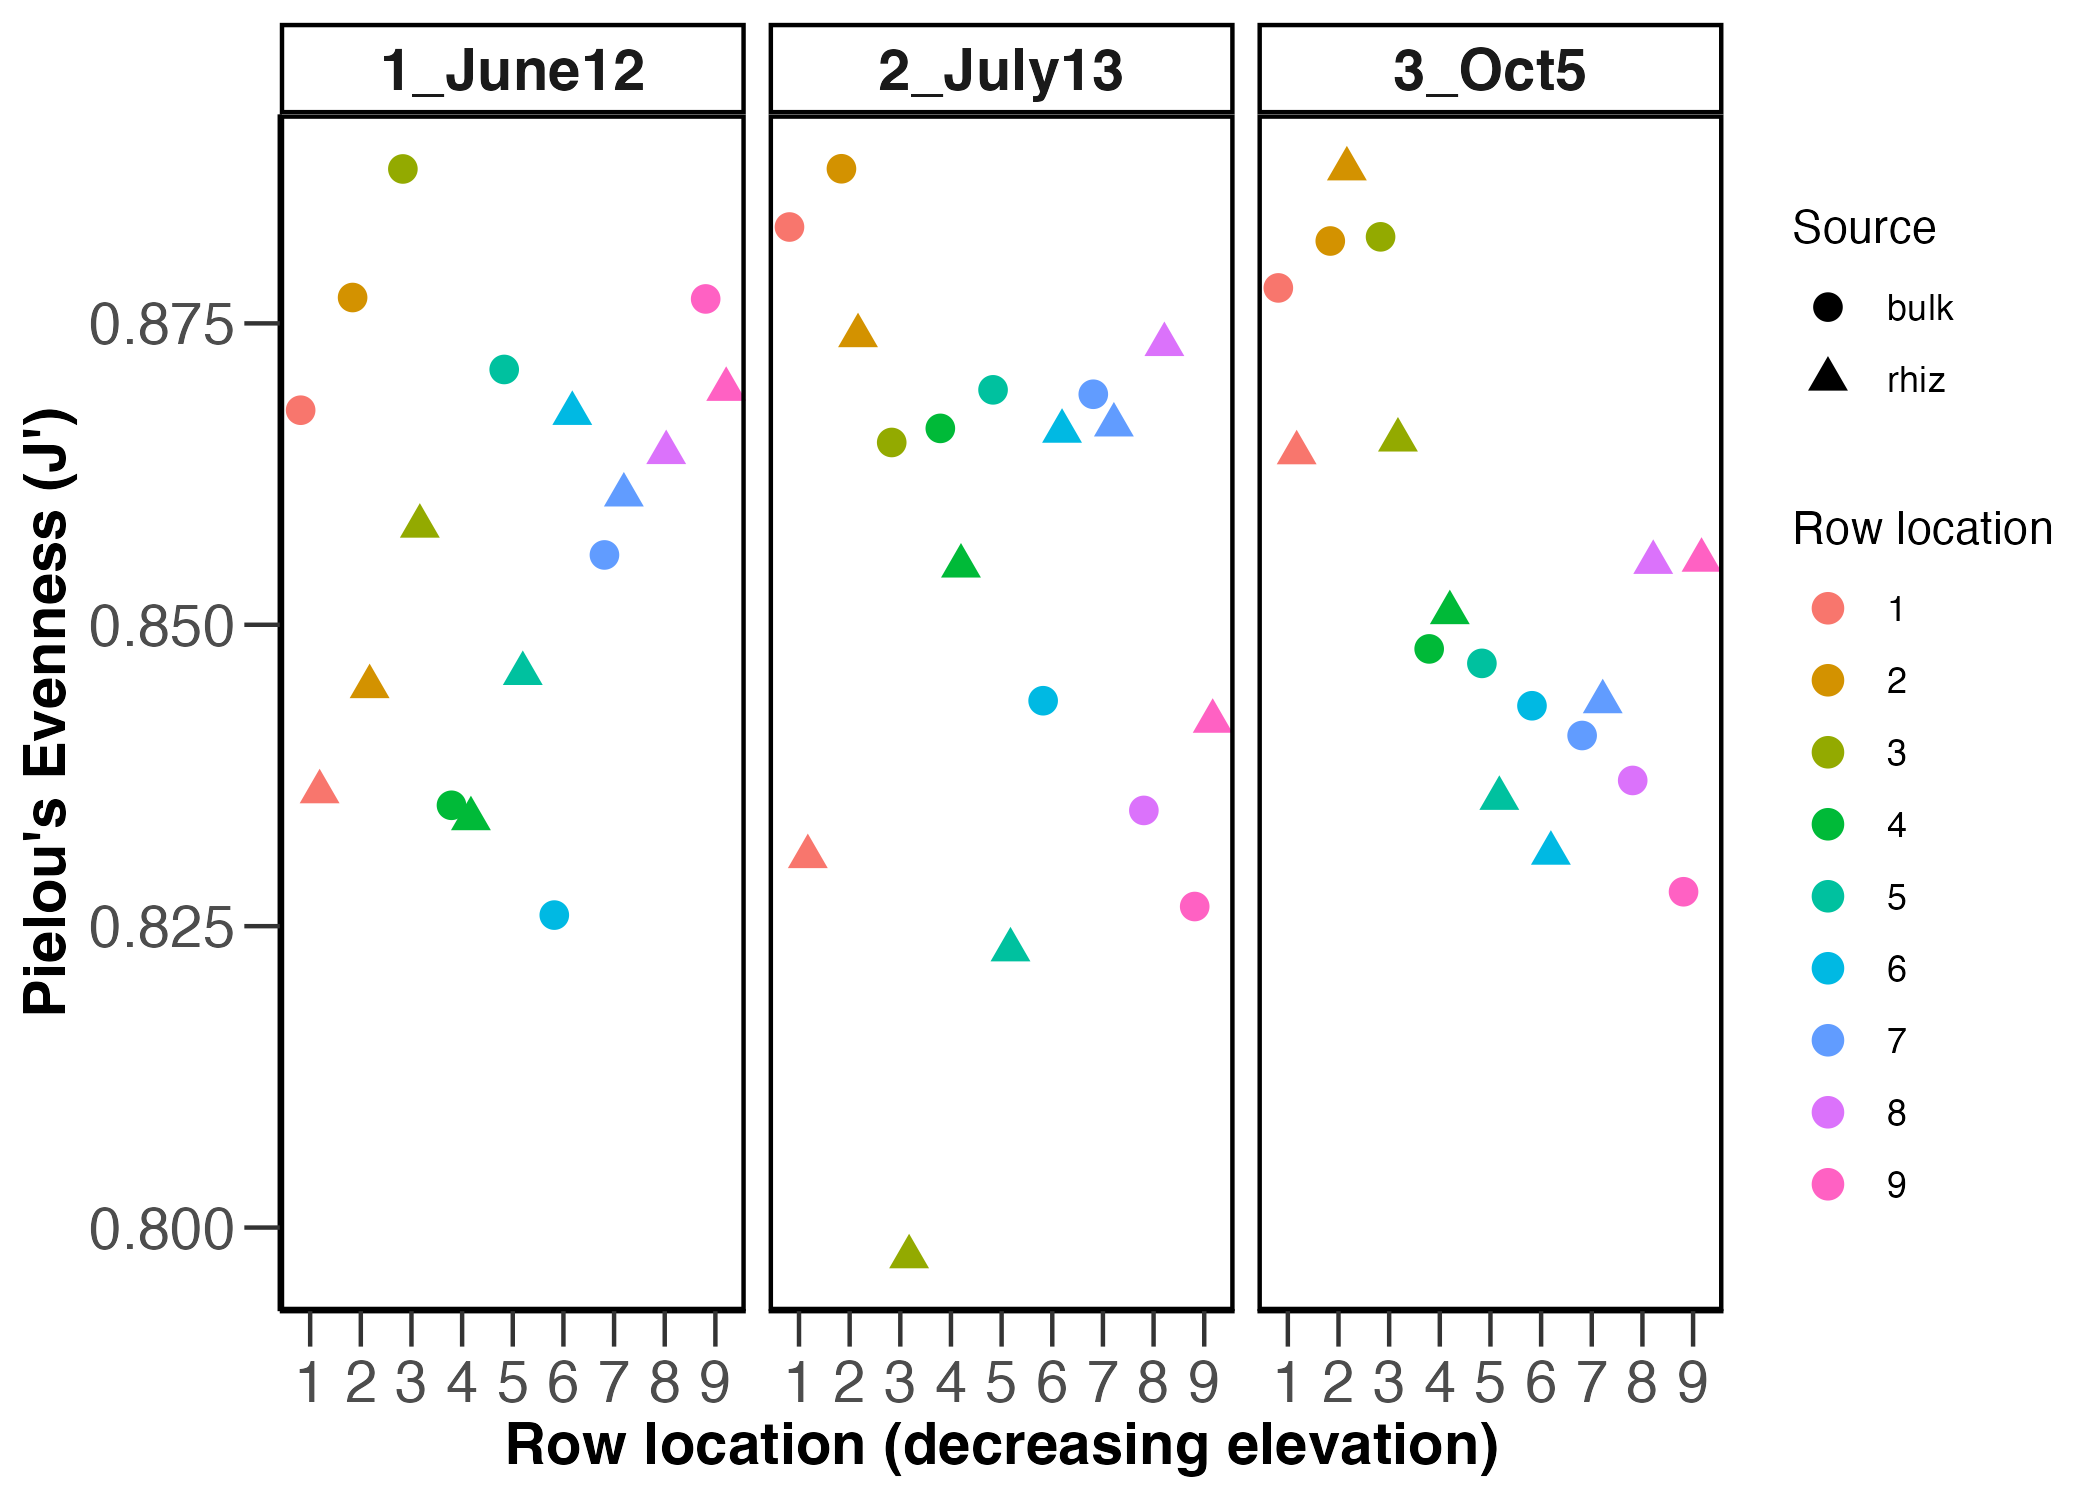 1_June12 2_July13 3_Oct5
Pielou's Evenness (J')
0.875
0.850
0.825
0.800
1 2 3 4 5 6 7 8 9 1 2 3 4 5 6 7 8 9 1 2 3 4 5 6 7 8 9
Row location (decreasing elevation)
Source
bulk
rhiz
Row location
1
2
3
4
5
6
7
8
9